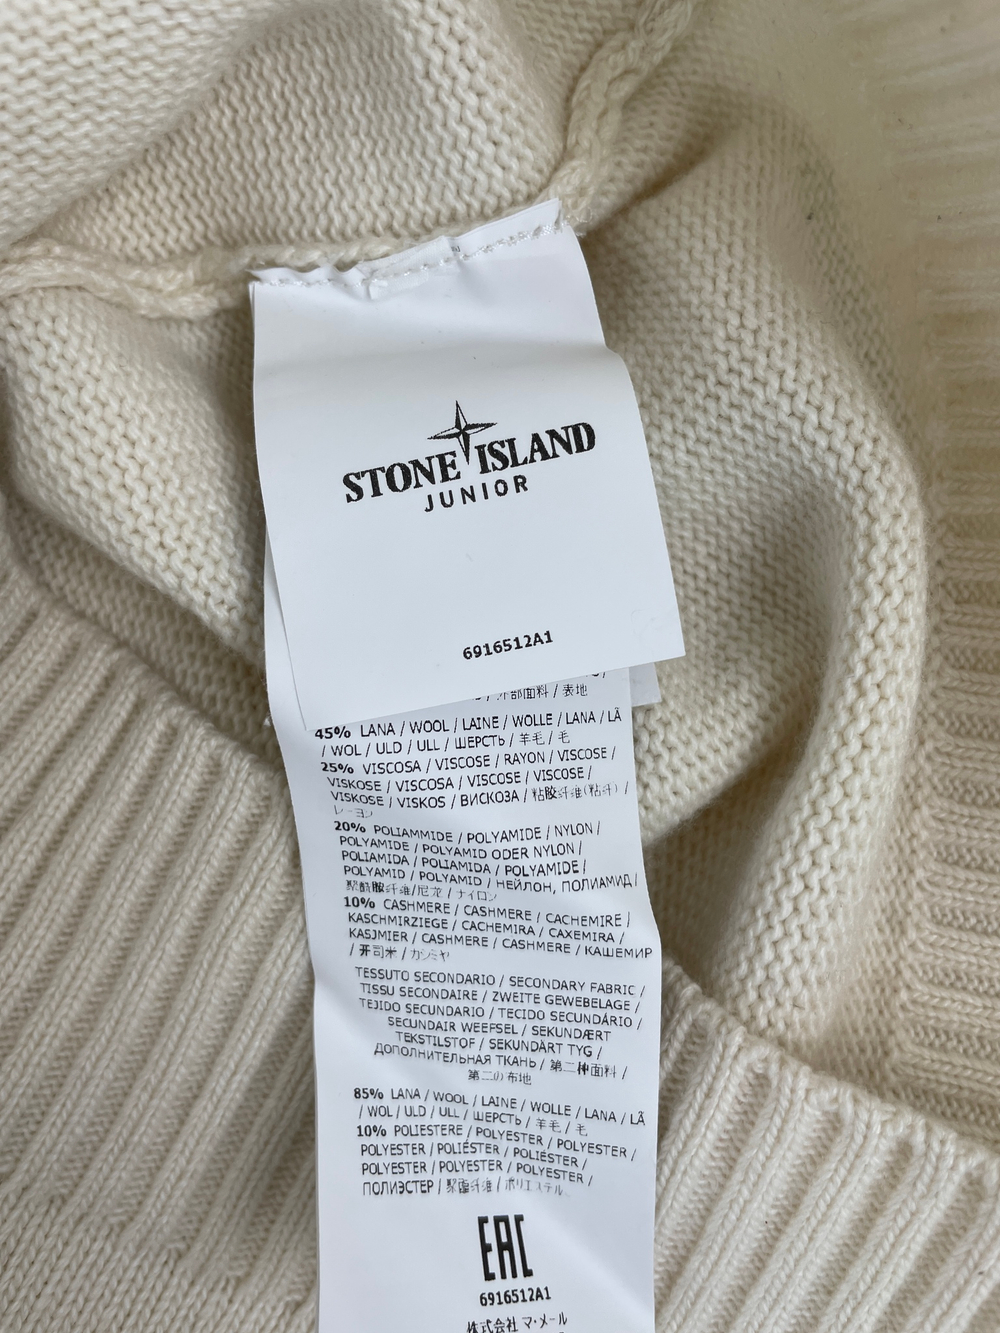 STONE ISLAND
JUNIOR
6916512A1
/ 外部面料 / 表地
45% LANA / WOOL / LAINE / WOLLE / LANA / LÃ
/ WOL / ULD / ULL / ШЕРСТЬ / 羊毛 / 毛
25% VISCOSA / VISCOSE / RAYON / VISCOSE /
VISKOSE / VISCOSA / VISCOSE / VISCOSE /
VISKOSE / VISKOS / ВИСКОЗА / 粘胶纤维(粘纤) /
レーヨン
20% POLIAMMIDE / POLYAMIDE / NYLON /
POLYAMIDE / POLYAMID ODER NYLON /
POLIAMIDA / POLIAMIDA / POLYAMIDE /
POLYAMID / POLYAMID / НЕЙЛОН, ПОЛИАМИД /
聚酰胺纤维/尼龙 / ナイロン
10% CASHMERE / CASHMERE / CACHEMIRE /
KASCHMIRZIEGE / CACHEMIRA / CAXEMIRA /
KASJMIER / CASHMERE / CASHMERE / КАШЕМИР
/ 开司米 / カシミヤ
TESSUTO SECONDARIO / SECONDARY FABRIC /
TISSU SECONDAIRE / ZWEITE GEWEBELAGE /
TEJIDO SECUNDARIO / TECIDO SECUNDÁRIO /
SECUNDAIR WEEFSEL / SEKUNDÆRT
TEKSTILSTOF / SEKUNDÄRT TYG /
ДОПОЛНИТЕЛЬНАЯ ТКАНЬ / 第二种面料 /
第二の布地
85% LANA / WOOL / LAINE / WOLLE / LANA / LÃ
/ WOL / ULD / ULL / ШЕРСТЬ / 羊毛 / 毛
10% POLIESTERE / POLYESTER / POLYESTER /
POLYESTER / POLIÉSTER / POLIÉSTER /
POLYESTER / POLYESTER / POLYESTER /
ПОЛИЭСТЕР / 聚酯纤维 / ポリエステル
EAC
6916512A1
株式会社 マ・メール